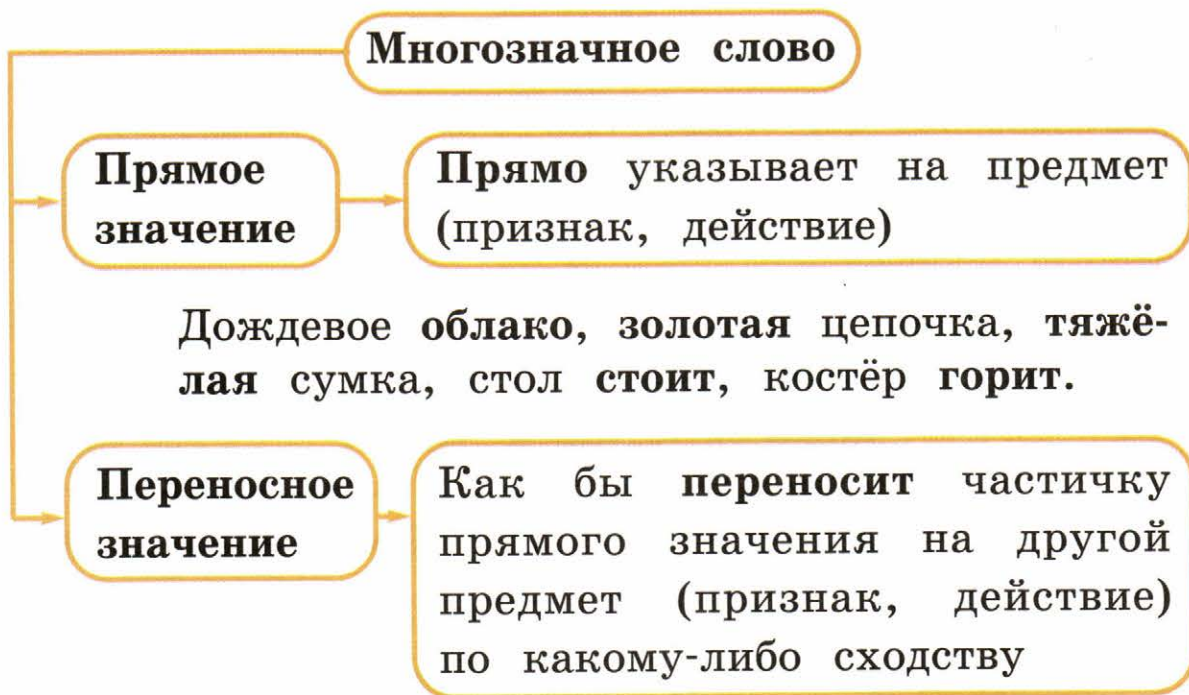 Многозначное слово
Прямое
значение
Прямо указывает на предмет
(признак, действие)
Дождевое облако, золотая цепочка, тяжё-
лая сумка, стол стоит, костёр горит.
Переносное
значение
Как бы переносит частичку
прямого значения на другой
предмет (признак, действие)
по какому-либо сходству